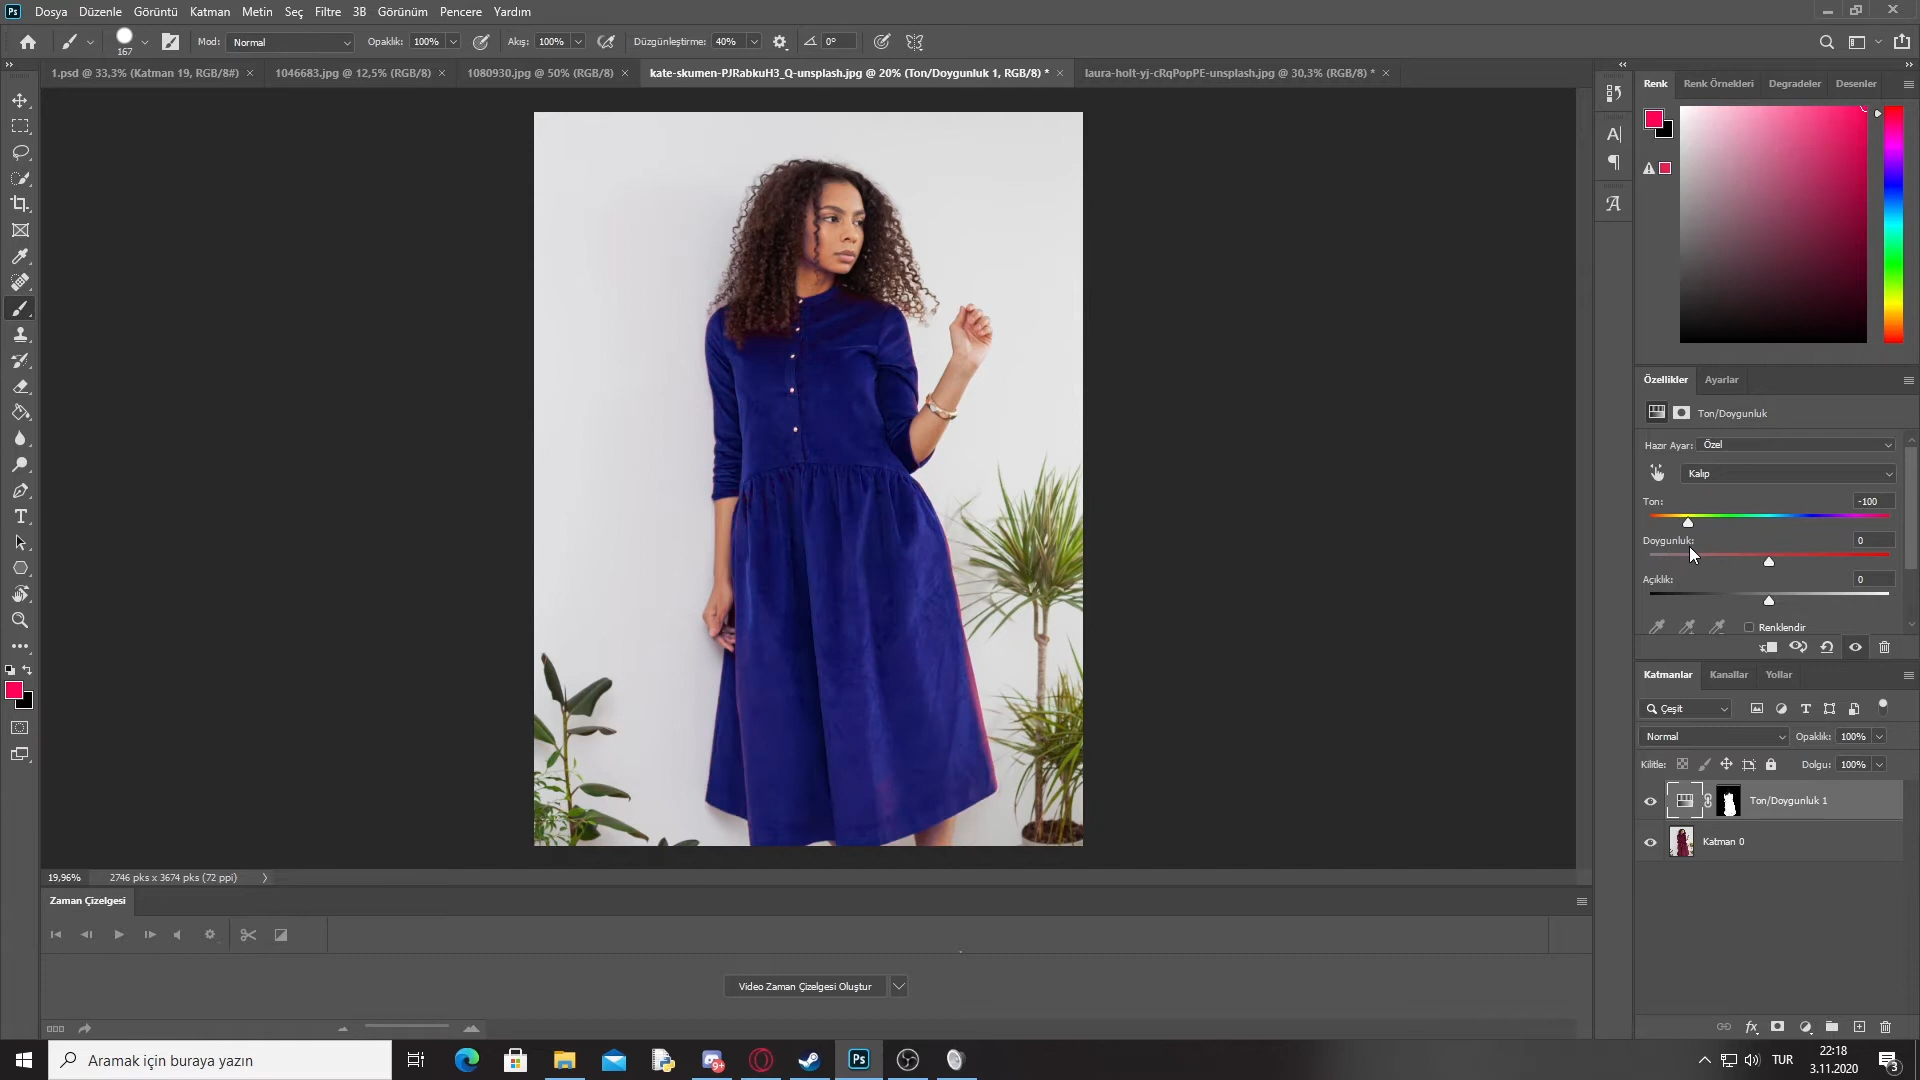 Ps Dosya Düzenle Görüntü Katman Metin Seç Filtre 3B Görünüm Pencere Yardım
167 Mod: Normal Opaklık: 100% Akış: 100% Düzgünleştirme: 40% 0°
1.psd @ 33,3% (Katman 19, RGB/8#) × 1046683.jpg @ 12,5% (RGB/8) × 1080930.jpg @ 50% (RGB/8) × kate-skumen-PJRabkuH3_Q-unsplash.jpg @ 20% (Ton/Doygunluk 1, RGB/8) * × laura-holt-yj-cRqPopPE-unsplash.jpg @ 30,3% (RGB/8) * ×
Renk Renk Örnekleri Degradeler Desenler
Özellikler Ayarlar
Ton/Doygunluk
Hazır Ayar: Özel
Kalıp
Ton: -100
Doygunluk: 0
Açıklık: 0
Renklendir
Katmanlar Kanallar Yollar
Çeşit
Normal Opaklık: 100%
Kilitle: Dolgu: 100%
Ton/Doygunluk 1
Katman 0
19,96% 2746 pks x 3674 pks (72 ppi)
Zaman Çizelgesi
Video Zaman Çizelgesi Oluştur
Aramak için buraya yazın
9+
Ps
TUR
22:18
3.11.2020
3